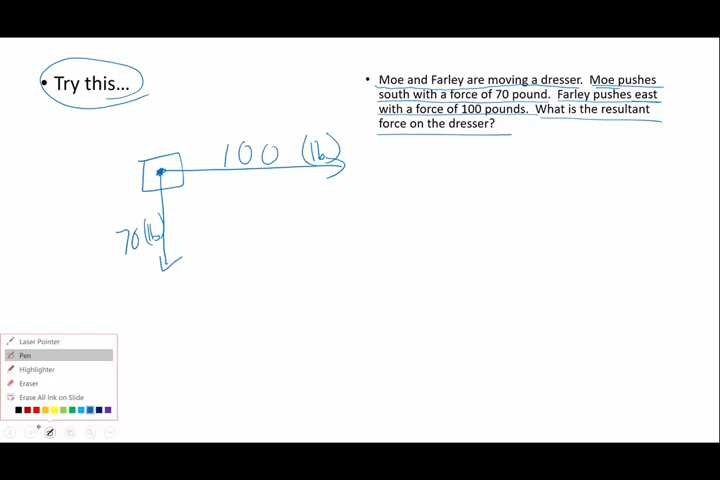 • Try this...
• Moe and Farley are moving a dresser. Moe pushes
south with a force of 70 pound. Farley pushes east
with a force of 100 pounds. What is the resultant
force on the dresser?
100 (lb)
70 (lb)
Laser Pointer
Pen
Highlighter
Eraser
Erase All Ink on Slide